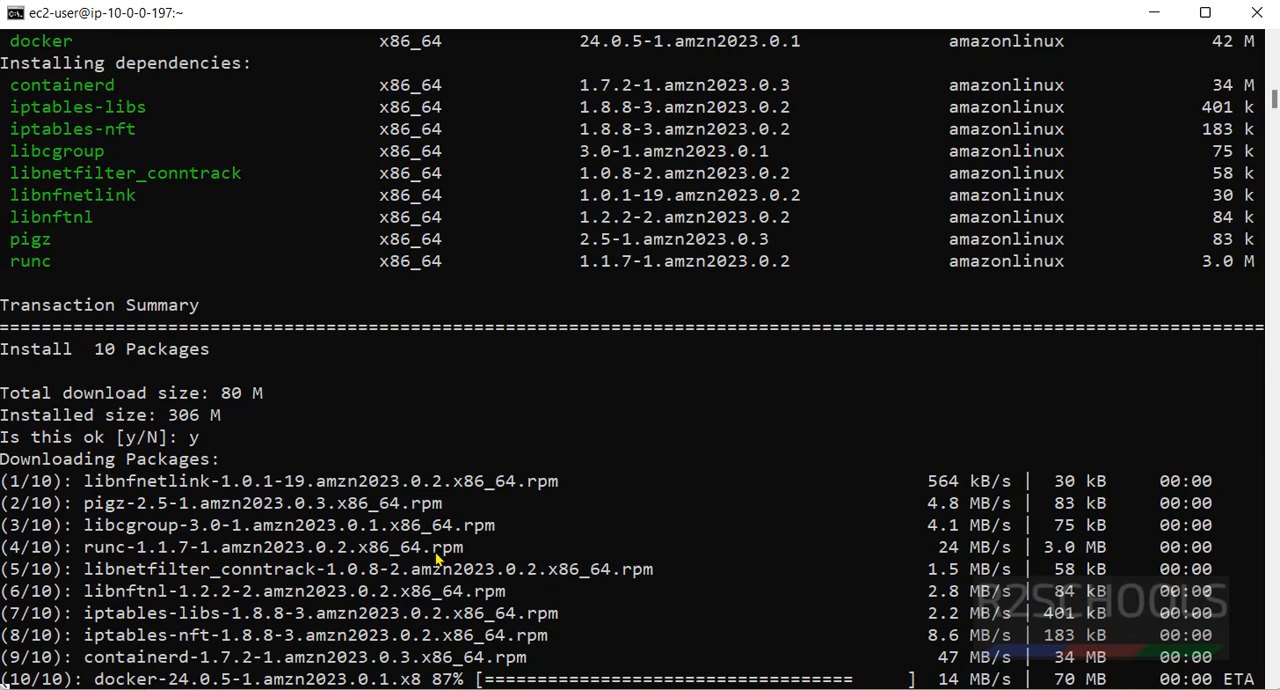 ec2-user@ip-10-0-0-197:~
docker x86_64 24.0.5-1.amzn2023.0.1 amazonlinux 42 M
Installing dependencies:
containerd x86_64 1.7.2-1.amzn2023.0.3 amazonlinux 34 M
iptables-libs x86_64 1.8.8-3.amzn2023.0.2 amazonlinux 401 k
iptables-nft x86_64 1.8.8-3.amzn2023.0.2 amazonlinux 183 k
libcgroup x86_64 3.0-1.amzn2023.0.1 amazonlinux 75 k
libnetfilter_conntrack x86_64 1.0.8-2.amzn2023.0.2 amazonlinux 58 k
libnfnetlink x86_64 1.0.1-19.amzn2023.0.2 amazonlinux 30 k
libnftnl x86_64 1.2.2-2.amzn2023.0.2 amazonlinux 84 k
pigz x86_64 2.5-1.amzn2023.0.3 amazonlinux 83 k
runc x86_64 1.1.7-1.amzn2023.0.2 amazonlinux 3.0 M
Transaction Summary
================================================================================
Install 10 Packages
Total download size: 80 M
Installed size: 306 M
Is this ok [y/N]: y
Downloading Packages:
(1/10): libnfnetlink-1.0.1-19.amzn2023.0.2.x86_64.rpm 564 kB/s | 30 kB 00:00
(2/10): pigz-2.5-1.amzn2023.0.3.x86_64.rpm 4.8 MB/s | 83 kB 00:00
(3/10): libcgroup-3.0-1.amzn2023.0.1.x86_64.rpm 4.1 MB/s | 75 kB 00:00
(4/10): runc-1.1.7-1.amzn2023.0.2.x86_64.rpm 24 MB/s | 3.0 MB 00:00
(5/10): libnetfilter_conntrack-1.0.8-2.amzn2023.0.2.x86_64.rpm 1.5 MB/s | 58 kB 00:00
(6/10): libnftnl-1.2.2-2.amzn2023.0.2.x86_64.rpm 2.8 MB/s | 84 kB 00:00
(7/10): iptables-libs-1.8.8-3.amzn2023.0.2.x86_64.rpm 2.2 MB/s | 401 kB 00:00
(8/10): iptables-nft-1.8.8-3.amzn2023.0.2.x86_64.rpm 8.6 MB/s | 183 kB 00:00
(9/10): containerd-1.7.2-1.amzn2023.0.3.x86_64.rpm 47 MB/s | 34 MB 00:00
(10/10): docker-24.0.5-1.amzn2023.0.1.x8 87% [=================================== ] 14 MB/s | 70 MB 00:00 ETA
R2SCHOOLS